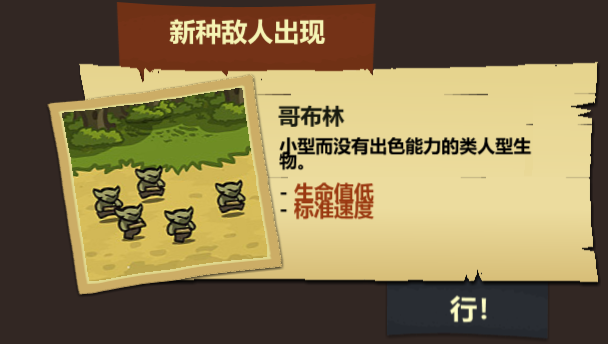 新种敌人出现
哥布林
小型而没有出色能力的类人型生
物。
- 生命值低
- 标准速度
行！